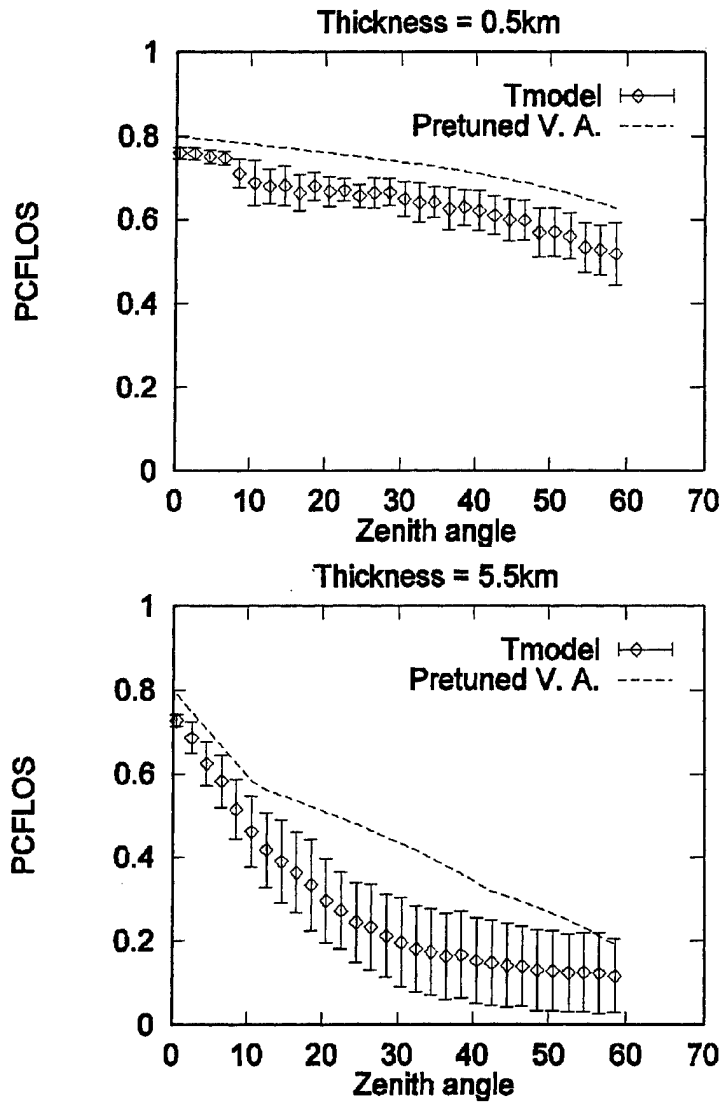 Thickness = 0.5km
1
0.8
0.6
0.4
0.2
0
PCFLOS
Tmodel
Pretuned V. A.
0 10 20 30 40 50 60 70
Zenith angle
Thickness = 5.5km
1
0.8
0.6
0.4
0.2
0
PCFLOS
Tmodel
Pretuned V. A.
0 10 20 30 40 50 60 70
Zenith angle